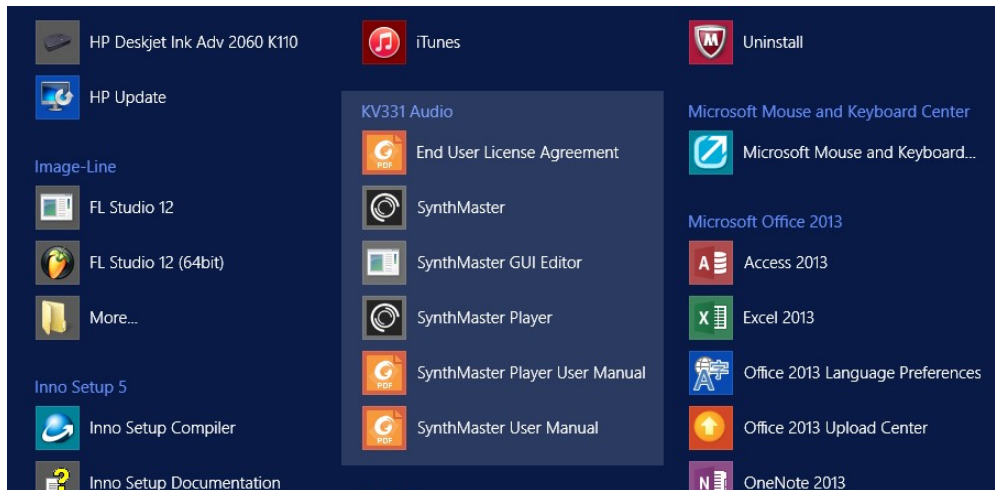 HP Deskjet Ink Adv 2060 K110
HP Update
Image-Line
FL Studio 12
FL Studio 12 (64bit)
More...
Inno Setup 5
Inno Setup Compiler
Inno Setup Documentation
iTunes
KV331 Audio
PDF
End User License Agreement
SynthMaster
SynthMaster GUI Editor
SynthMaster Player
PDF
SynthMaster Player User Manual
PDF
SynthMaster User Manual
Uninstall
Microsoft Mouse and Keyboard Center
Microsoft Mouse and Keyboard...
Microsoft Office 2013
Access 2013
Excel 2013
Office 2013 Language Preferences
Office 2013 Upload Center
OneNote 2013